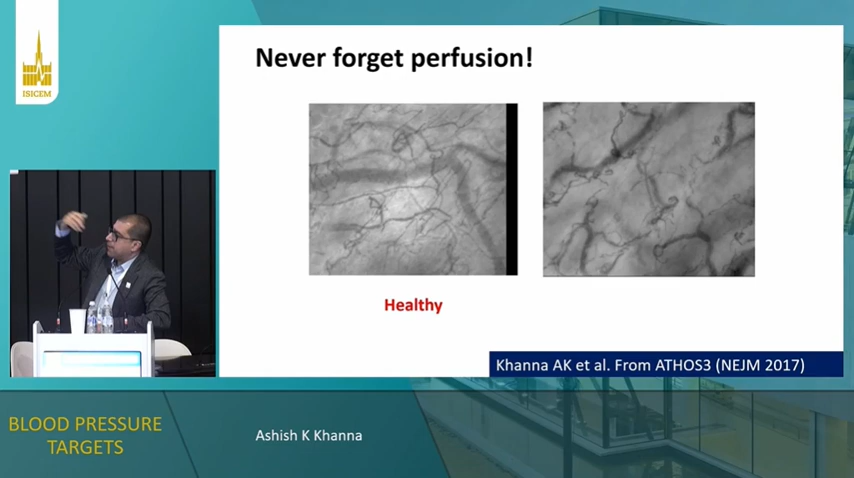 ISICEM
Never forget perfusion!
Healthy
Khanna AK et al. From ATHOS3 (NEJM 2017)
BLOOD PRESSURE
TARGETS
Ashish K Khanna